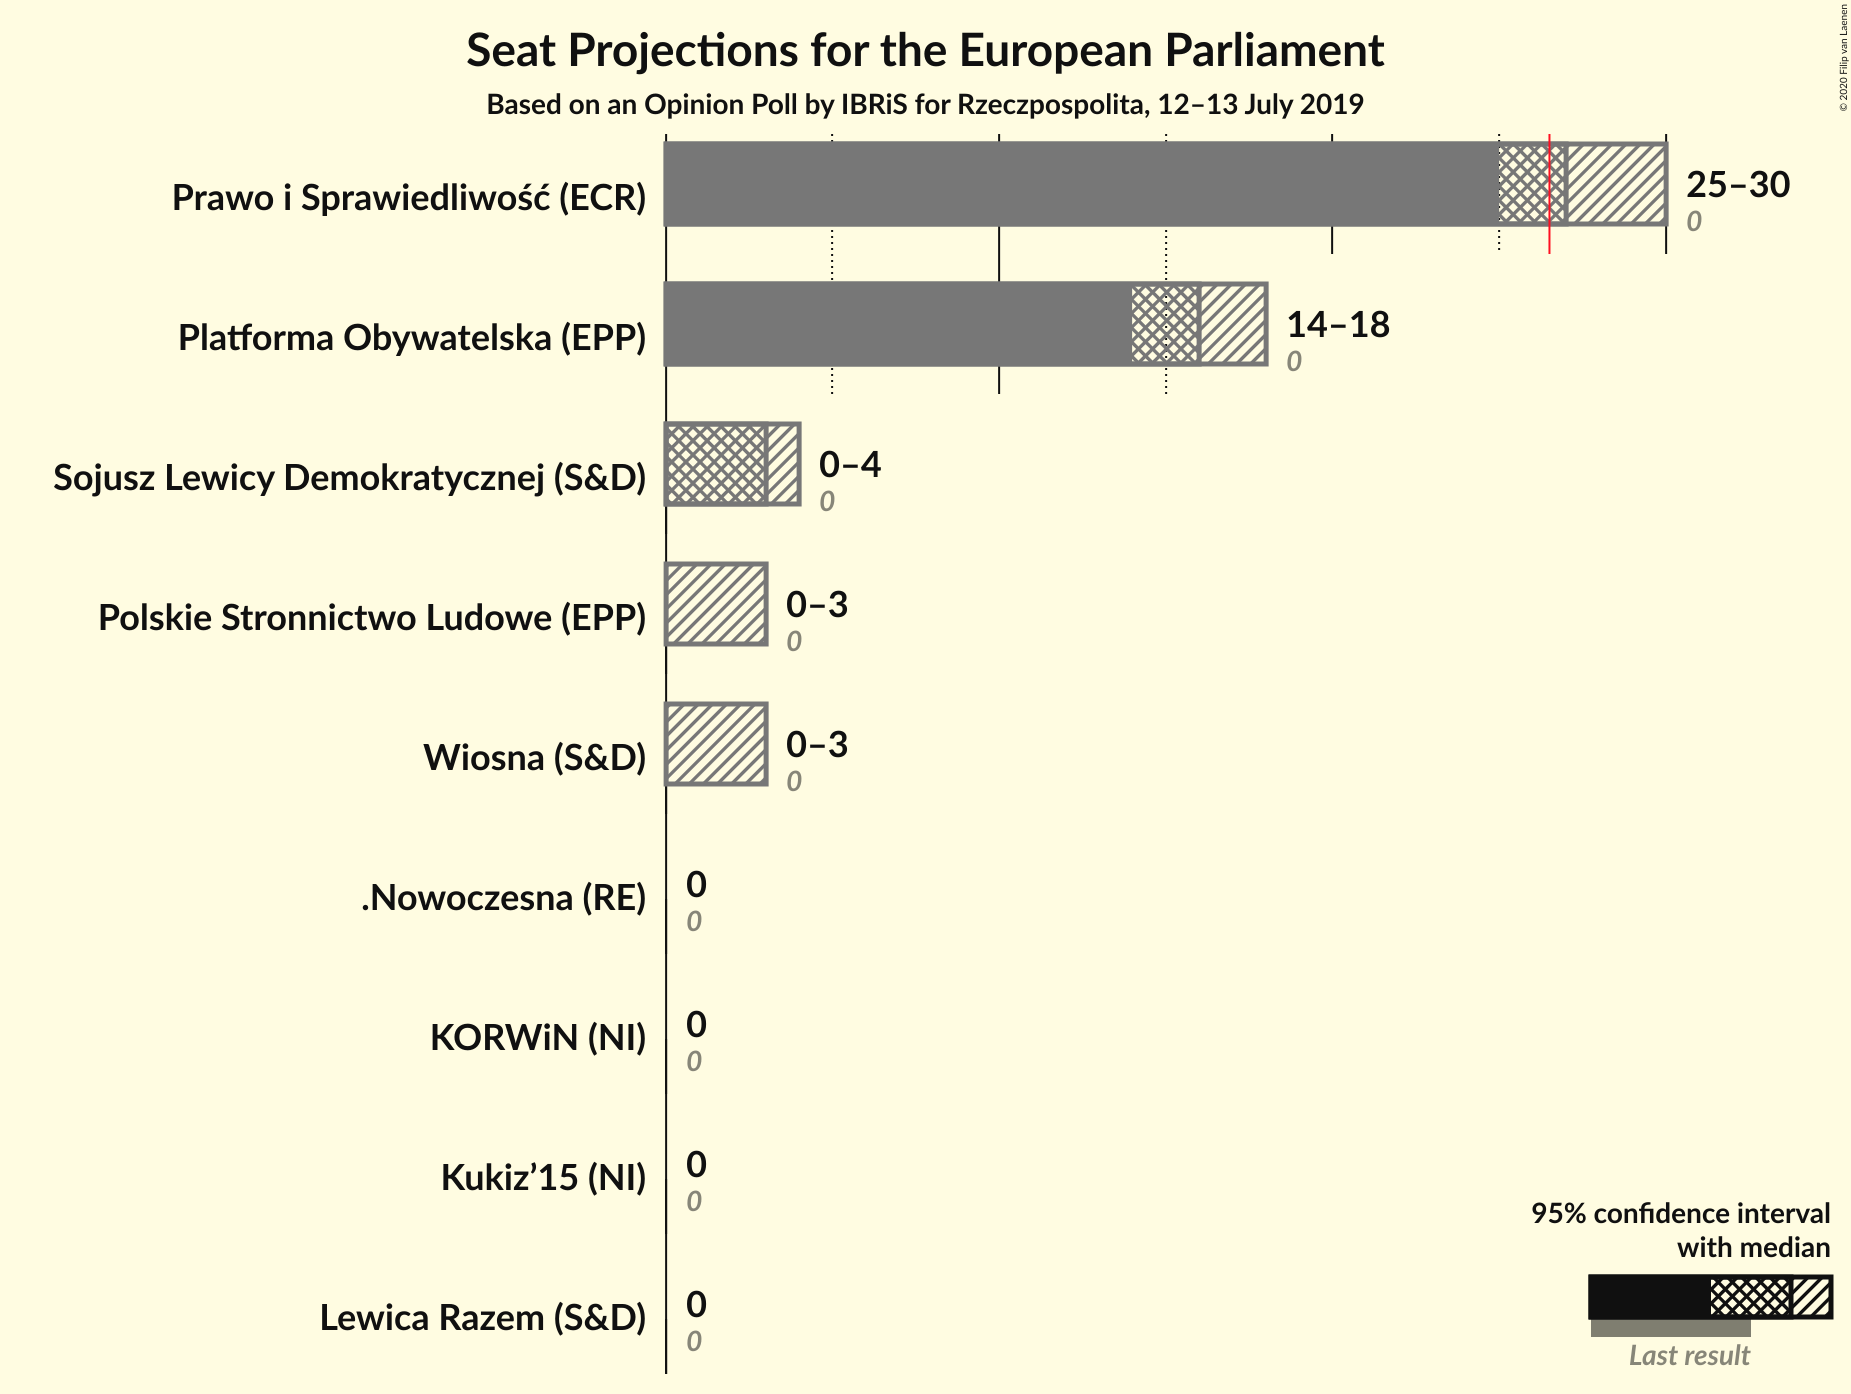 Seat Projections for the European Parliament
Based on an Opinion Poll by IBRiS for Rzeczpospolita, 12–13 July 2019
© 2020 Filip van Laenen
Prawo i Sprawiedliwość (ECR)
25–30
0
Platforma Obywatelska (EPP)
14–18
0
Sojusz Lewicy Demokratycznej (S&D)
0–4
0
Polskie Stronnictwo Ludowe (EPP)
0–3
0
Wiosna (S&D)
0–3
0
.Nowoczesna (RE)
0
0
KORWiN (NI)
0
0
Kukiz’15 (NI)
0
0
Lewica Razem (S&D)
0
0
95% confidence interval
with median
Last result